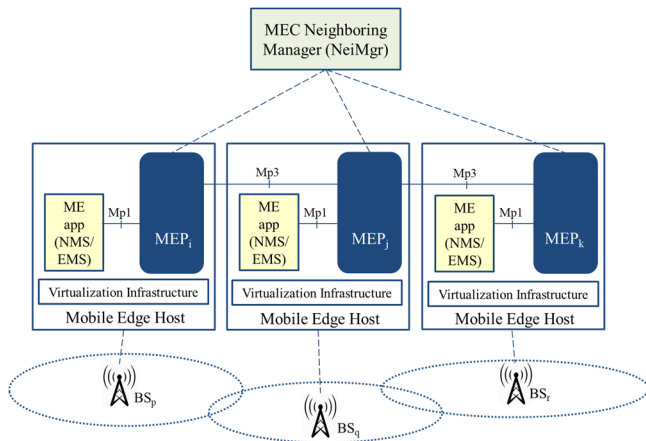 MEC Neighboring
Manager (NeiMgr)
Mp3
Mp3
ME
app
(NMS/
EMS)
Mp1
MEPᵢ
ME
app
(NMS/
EMS)
Mp1
MEPⱼ
ME
app
(NMS/
EMS)
Mp1
MEPₖ
Virtualization Infrastructure
Virtualization Infrastructure
Virtualization Infrastructure
Mobile Edge Host
Mobile Edge Host
Mobile Edge Host
BSₚ
BS_q
BSᵣ